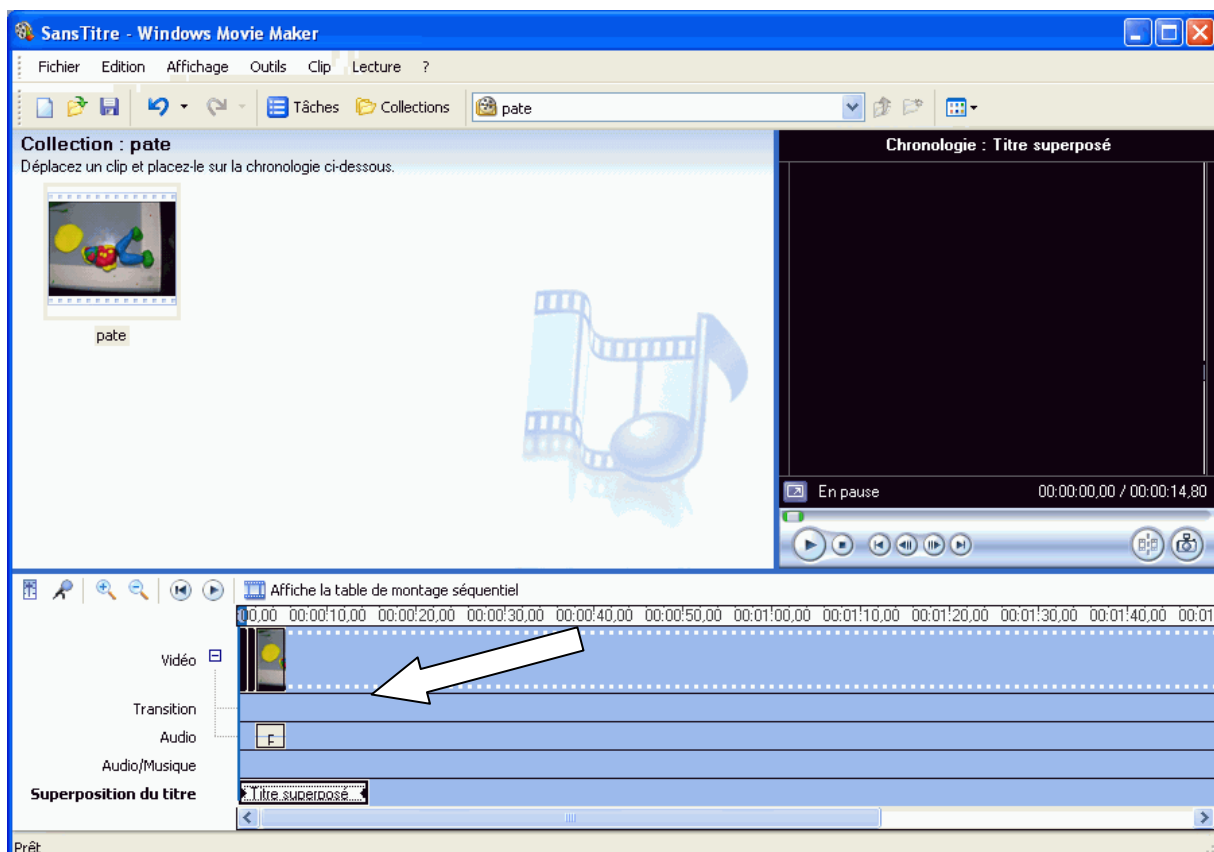 SansTitre - Windows Movie Maker
Fichier Edition Affichage Outils Clip Lecture ?
Tâches Collections pate
Collection : pate
Déplacez un clip et placez-le sur la chronologie ci-dessous.
pate
Chronologie : Titre superposé
En pause 00:00:00,00 / 00:00:14,80
Affiche la table de montage séquentiel
00,00 00:00:10,00 00:00:20,00 00:00:30,00 00:00:40,00 00:00:50,00 00:01:00,00 00:01:10,00 00:01:20,00 00:01:30,00 00:01:40,00 00:01
Vidéo
Transition
Audio
Audio/Musique
Superposition du titre Titre superposé
Prêt